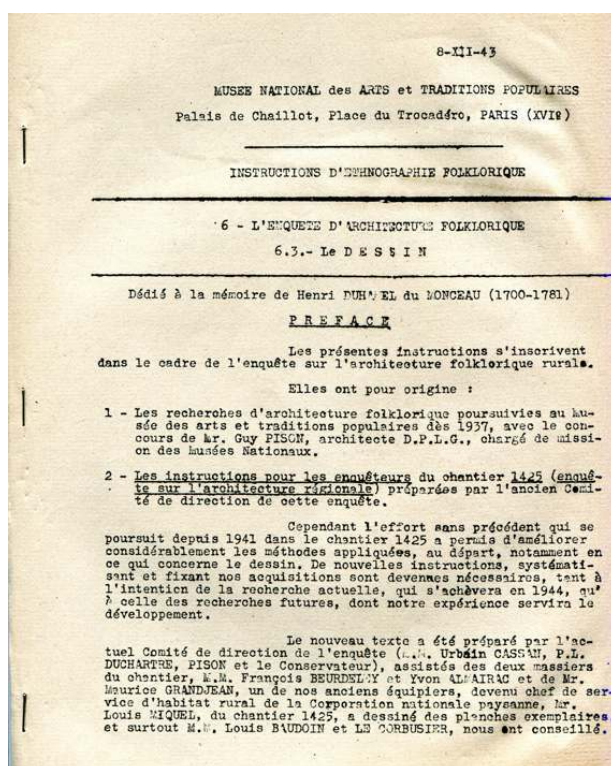 8-XII-43
MUSEE NATIONAL des ARTS et TRADITIONS POPULAIRES
Palais de Chaillot, Place du Trocadéro, PARIS (XVIe)
INSTRUCTIONS D'ETHNOGRAPHIE FOLKLORIQUE
6 - L'ENQUETE D'ARCHITECTURE FOLKLORIQUE
6.3.- Le DESSIN
Dédié à la mémoire de Henri DUHAMEL du MONCEAU (1700-1781)
PREFACE
Les présentes instructions s'inscrivent
dans le cadre de l'enquête sur l'architecture folklorique rurale.
Elles ont pour origine :
1 - Les recherches d'architecture folklorique poursuivies au mu-
sée des arts et traditions populaires dès 1937, avec le con-
cours de Mr. Guy PISON, architecte D.P.L.G., chargé de missi-
on des Musées Nationaux.
2 - Les instructions pour les enquêteurs du chantier 1425 (enquê-
te sur l'architecture régionale) préparées par l'ancien Comi-
té de direction de cette enquête.
Cependant l'effort sans précédent qui se
poursuit depuis 1941 dans le chantier 1425 a permis d'améliorer
considérablement les méthodes appliquées, au départ, notamment en
ce qui concerne le dessin. De nouvelles instructions, systémati-
sant et fixant nos acquisitions sont devenues nécessaires, tant à
l'intention de la recherche actuelle, qui s'achèvera en 1944, qu'
à celle des recherches futures, dont notre expérience servira le
développement.
Le nouveau texte a été préparé par l'ac-
tuel Comité de direction de l'enquête (M.M. Urbain CASSAN, P.L.
DUCHARTRE, PISON et le Conservateur), assistés des deux massiers
du chantier, M.M. François BEURDELEY et Yvon ALMAIRAC et de Mr.
Maurice GRANDJEAN, un de nos anciens équipiers, devenu chef de ser-
vice d'habitat rural de la Corporation nationale paysanne, Mr.
Louis MIQUEL, du chantier 1425, a dessiné des planches exemplaires
et surtout M.M. Louis BAUDOIN et LE CORBUSIER, nous ont conseillé.